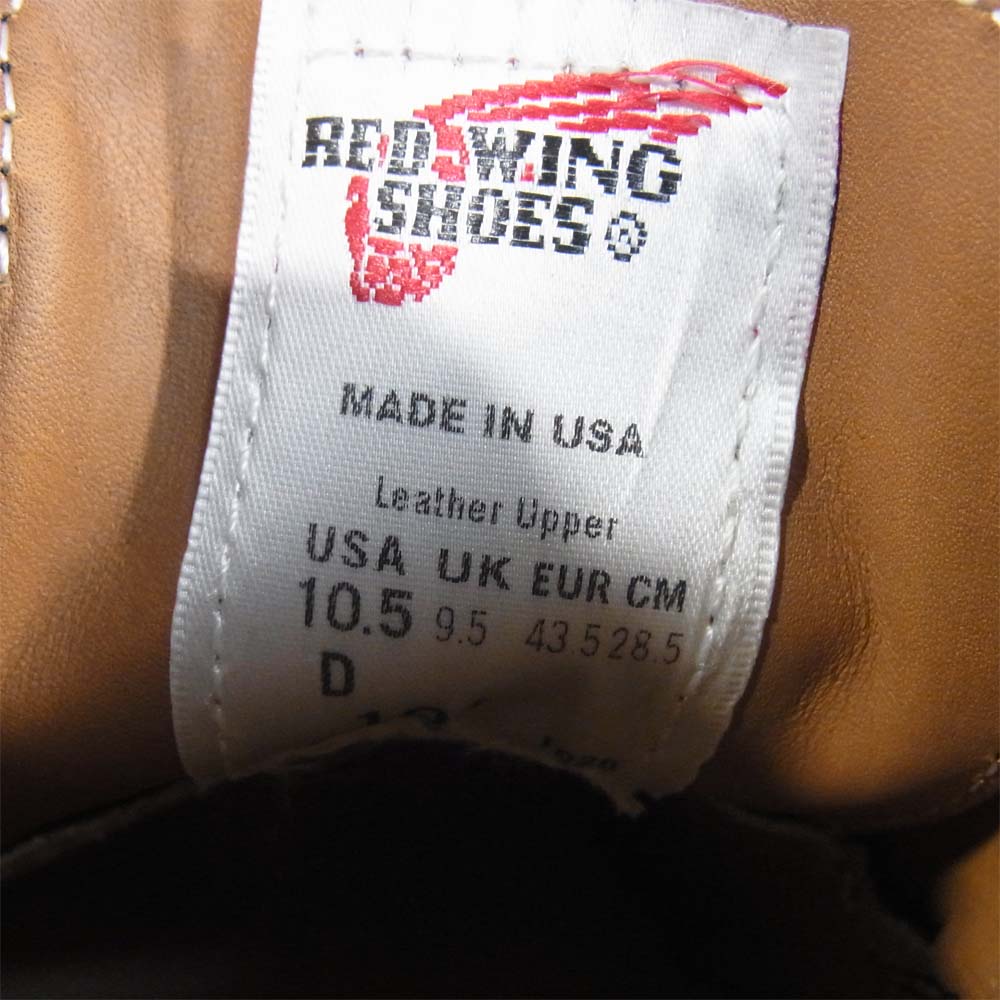 RED WING
SHOES ®
MADE IN USA
Leather Upper
USA UK EUR CM
10.5 9.5 43.5 28.5
D